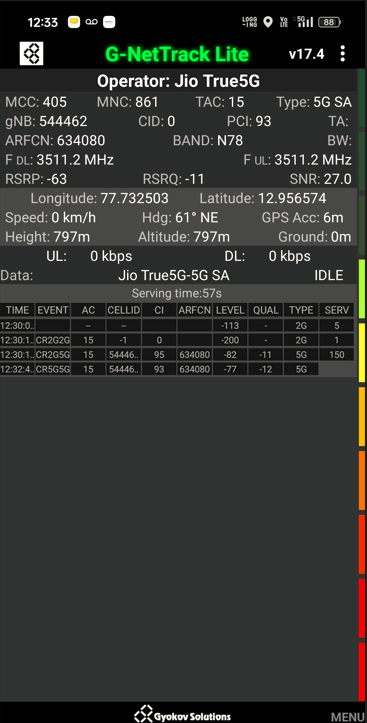 12:33 LOGG -ING Vo LTE 5G 88
G-NetTrack Lite v17.4
Operator: Jio True5G
MCC: 405 MNC: 861 TAC: 15 Type: 5G SA
gNB: 544462 CID: 0 PCI: 93 TA:
ARFCN: 634080 BAND: N78 BW:
F DL: 3511.2 MHz F UL: 3511.2 MHz
RSRP: -63 RSRQ: -11 SNR: 27.0
Longitude: 77.732503 Latitude: 12.956574
Speed: 0 km/h Hdg: 61° NE GPS Acc: 6m
Height: 797m Altitude: 797m Ground: 0m
UL: 0 kbps DL: 0 kbps
Data: Jio True5G-5G SA IDLE
Serving time:57s
TIME EVENT AC CELLID CI ARFCN LEVEL QUAL TYPE SERV
12:30:0.. – – -113 - 2G 5
12:30:1.. CR2G2G 15 -1 0 -200 - 2G 1
12:30:1.. CR2G5G 15 54446.. 95 634080 -82 -11 5G 150
12:32:4.. CR5G5G 15 54446.. 93 634080 -77 -12 5G
Gyokov Solutions
MENU